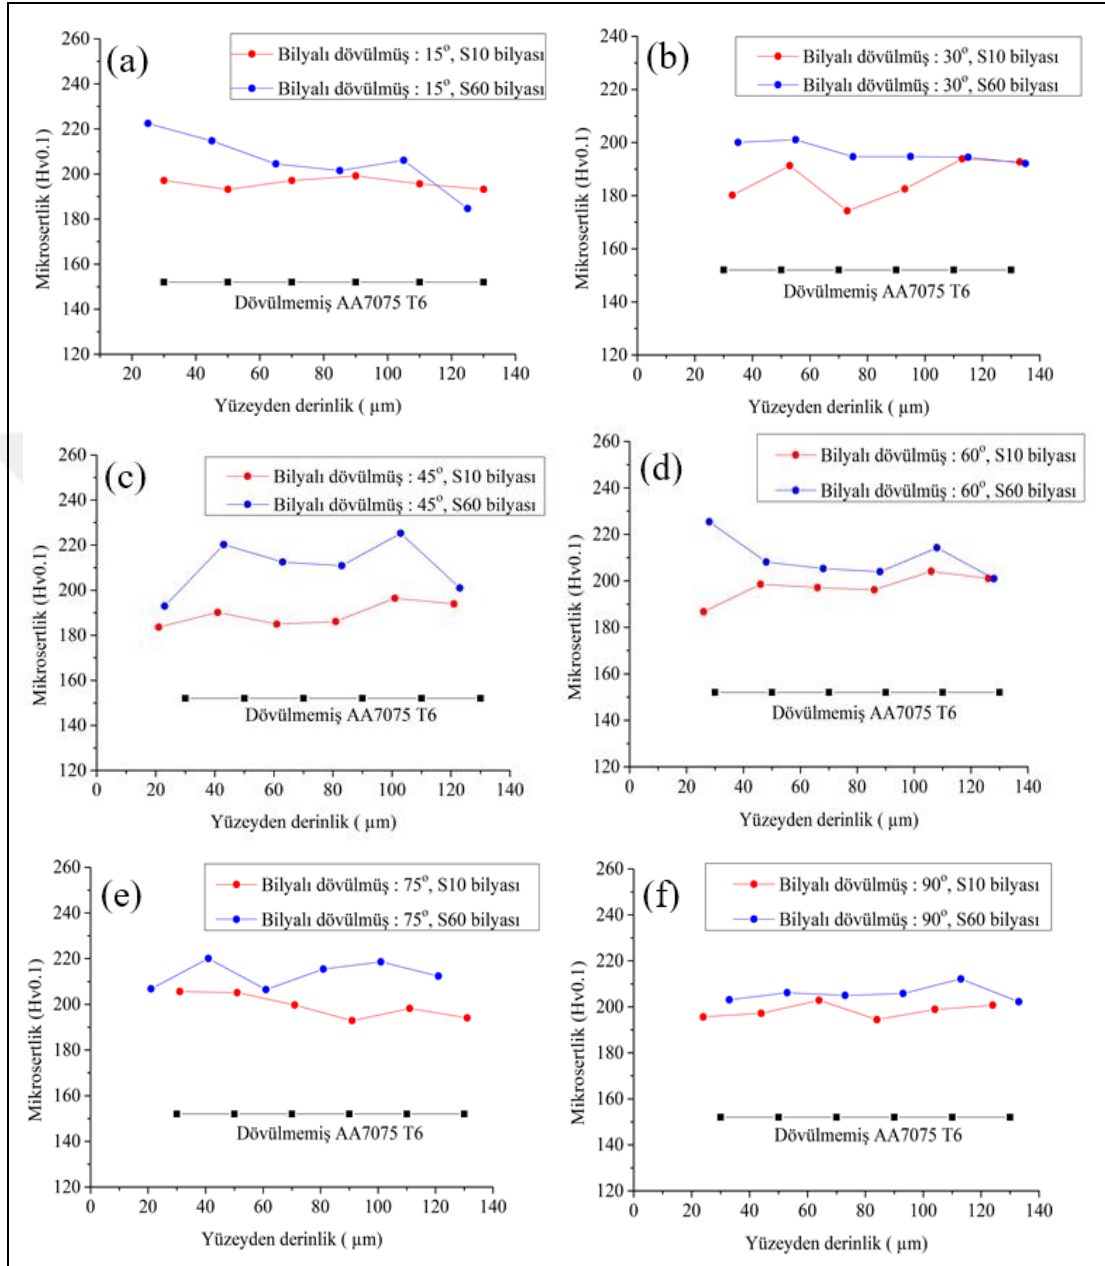 (a)
Bilyalı dövülmüş : 15°, S10 bilyası
Bilyalı dövülmüş : 15°, S60 bilyası
Mikrosertlik (Hv0.1)
260
240
220
200
180
160
140
120
Dövülmemiş AA7075 T6
20 40 60 80 100 120 140
Yüzeyden derinlik ( µm)
(b)
Bilyalı dövülmüş : 30°, S10 bilyası
Bilyalı dövülmüş : 30°, S60 bilyası
Mikrosertlik (Hv0.1)
240
220
200
180
160
140
120
Dövülmemiş AA7075 T6
0 20 40 60 80 100 120 140
Yüzeyden derinlik ( µm)
(c)
Bilyalı dövülmüş : 45°, S10 bilyası
Bilyalı dövülmüş : 45°, S60 bilyası
Mikrosertlik (Hv0.1)
260
240
220
200
180
160
140
120
Dövülmemiş AA7075 T6
0 20 40 60 80 100 120 140
Yüzeyden derinlik ( µm)
(d)
Bilyalı dövülmüş : 60°, S10 bilyası
Bilyalı dövülmüş : 60°, S60 bilyası
Mikrosertlik (Hv0.1)
260
240
220
200
180
160
140
120
Dövülmemiş AA7075 T6
0 20 40 60 80 100 120 140
Yüzeyden derinlik ( µm)
(e)
Bilyalı dövülmüş : 75°, S10 bilyası
Bilyalı dövülmüş : 75°, S60 bilyası
Mikrosertlik (Hv0.1)
260
240
220
200
180
160
140
120
Dövülmemiş AA7075 T6
0 20 40 60 80 100 120 140
Yüzeyden derinlik ( µm)
(f)
Bilyalı dövülmüş : 90°, S10 bilyası
Bilyalı dövülmüş : 90°, S60 bilyası
Mikrosertlik (Hv0.1)
260
240
220
200
180
160
140
120
Dövülmemiş AA7075 T6
0 20 40 60 80 100 120 140
Yüzeyden derinlik ( µm)